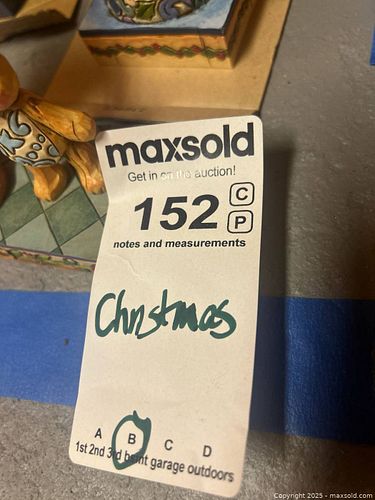 maxsold
Get in on the auction!
152 C
P
notes and measurements
Christmas
A B C D
1st 2nd 3rd bsmt garage outdoors
Copyright 2025 - maxsold.com